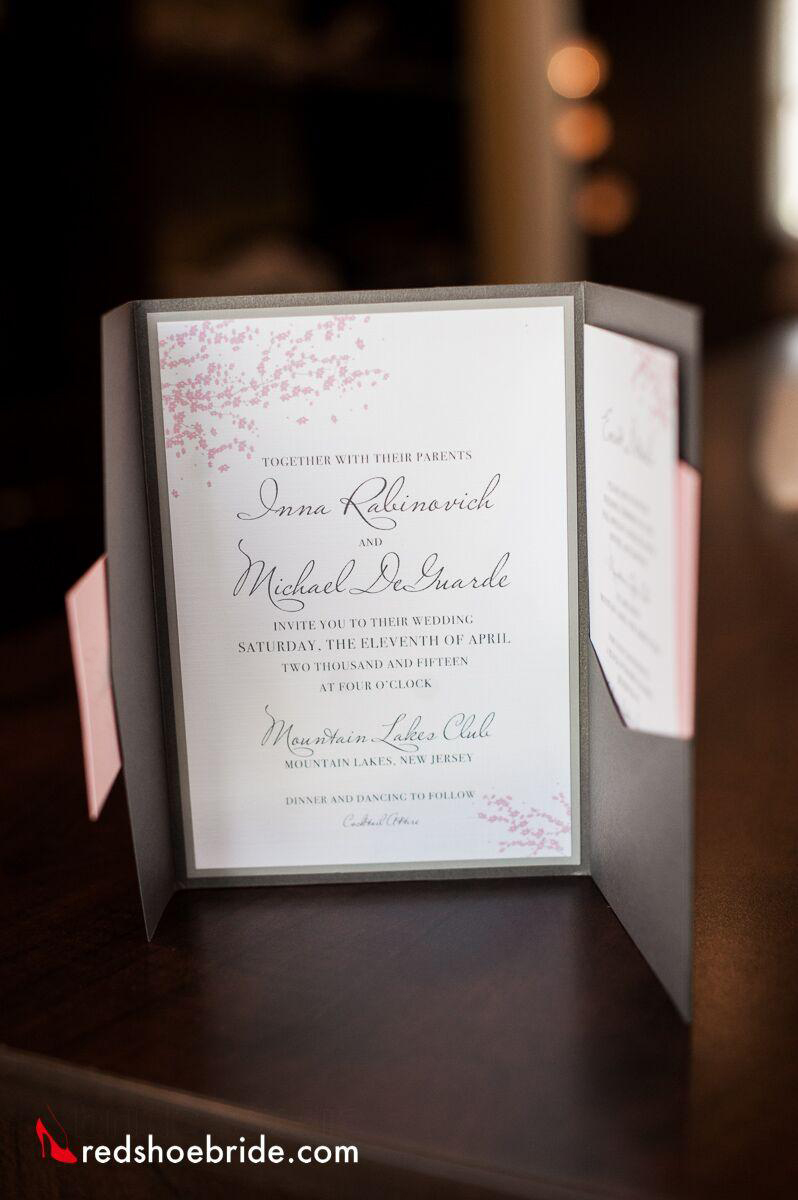 TOGETHER WITH THEIR PARENTS
Inna Rabinovich
AND
Michael DeGuarde
INVITE YOU TO THEIR WEDDING
SATURDAY, THE ELEVENTH OF APRIL
TWO THOUSAND AND FIFTEEN
AT FOUR O'CLOCK
Mountain Lakes Club
MOUNTAIN LAKES, NEW JERSEY
DINNER AND DANCING TO FOLLOW
Cocktail Attire
redshoebride.com